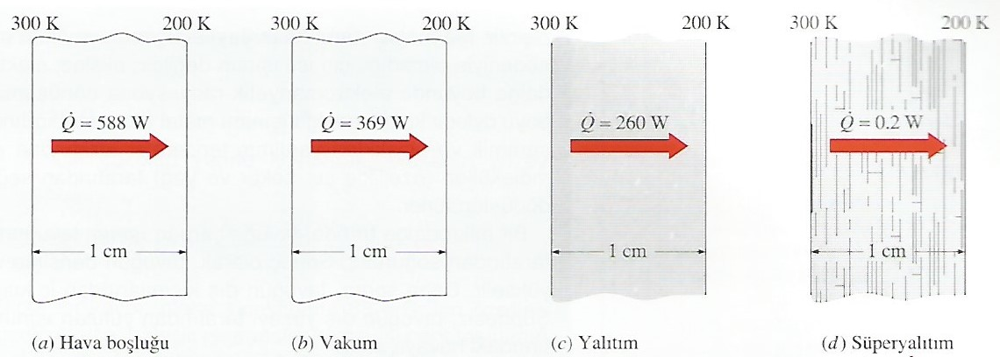 300 K 200 K 300 K 200 K 300 K 200 K 300 K 200 K
Q̇ = 588 W Q̇ = 369 W Q̇ = 260 W Q̇ = 0.2 W
1 cm 1 cm 1 cm 1 cm
(a) Hava boşluğu (b) Vakum (c) Yalıtım (d) Süperyalıtım